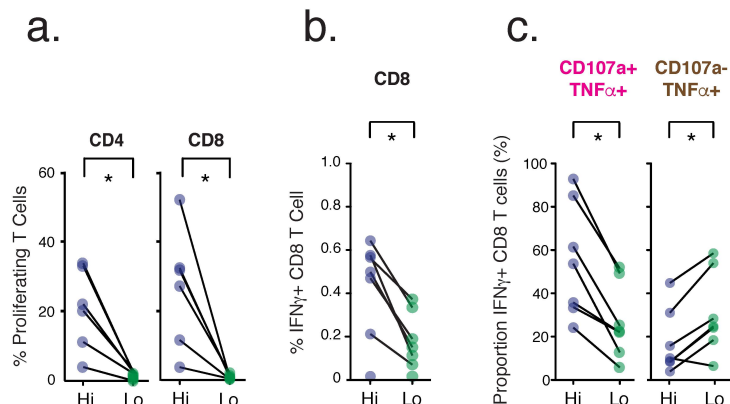 a.
CD4
CD8
% Proliferating T Cells
60
40
20
0
Hi
Lo
Hi
Lo
*
*
b.
CD8
*
% IFNγ+ CD8 T Cell
1.0
0.8
0.6
0.4
0.2
0
Hi
Lo
c.
CD107a+
TNFα+
CD107a-
TNFα+
*
*
Proportion IFNγ+ CD8 T cells (%)
100
80
60
40
20
0
Hi
Lo
Hi
Lo